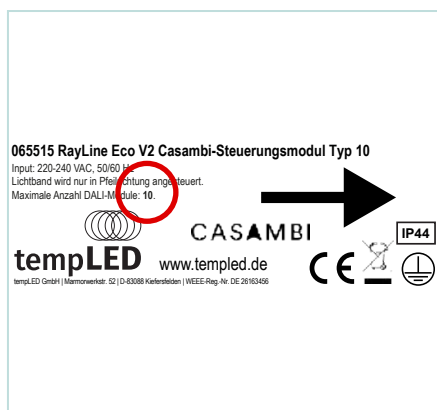 065515 RayLine Eco V2 Casambi-Steuerungsmodul Typ 10
Input: 220-240 VAC, 50/60 Hz
Lichtband wird nur in Pfeilrichtung angesteuert.
Maximale Anzahl DALI-Module: 10.
CASAMBI
IP44
tempLED
www.templed.de
CE
tempLED GmbH | Marmorwerkstr. 52 | D-83088 Kiefersfelden | WEEE-Reg.-Nr. DE 26163456